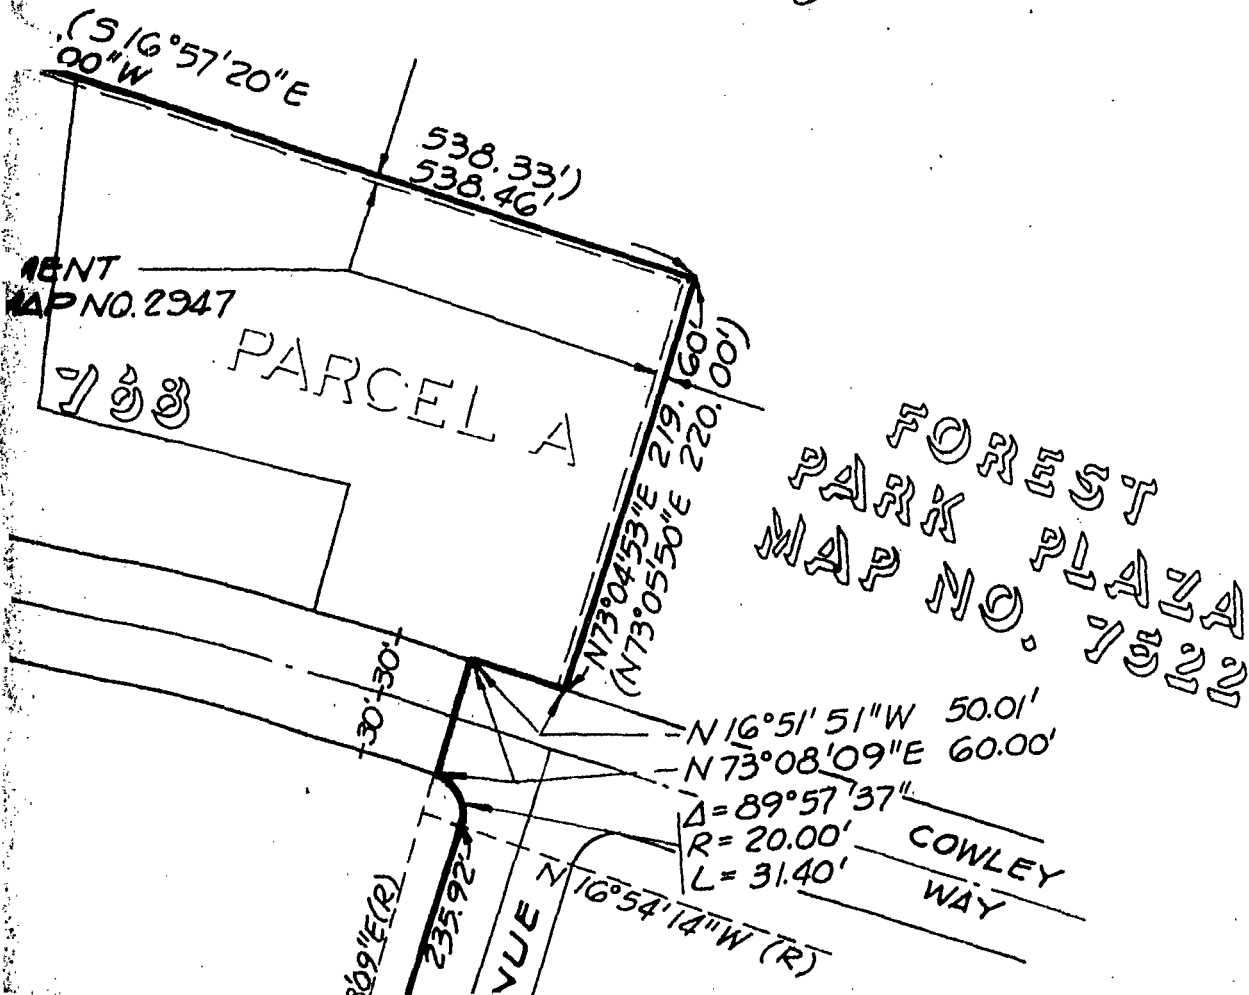 (S 16°57'20"E
00"W
538.33')
538.46'
MAP NO. 2947
PARCEL A
219.60'
220.00')
N73°04'53"E
(N73°05'50"E
FOREST
PARK PLAZA
MAP NO. 7522
30' 30'
N 16°51'51"W 50.01'
N 73°08'09"E 60.00'
Δ=89°57'37"
R= 20.00'
L= 31.40'
COWLEY
WAY
N 16°54'14"W (R)
235.92'
09"E(R)